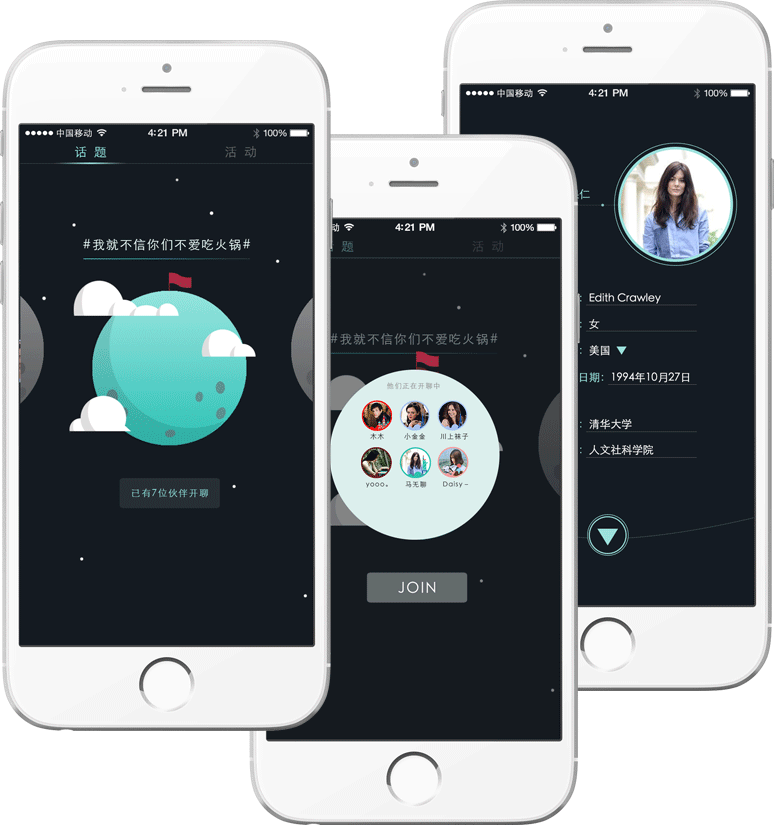 中国移动 4:21 PM 100%
话 题 活 动
#我就不信你们不爱吃火锅#
已有7位伙伴开聊
动 4:21 PM 100%
题 活 动
#我就不信你们不爱吃火锅#
他们正在开聊中
木木 小金金 川上袜子
yooo。 马无聊 Daisy~
JOIN
中国移动 4:21 PM 100%
仁
: Edith Crawley
: 女
: 美国
日期: 1994年10月27日
: 清华大学
: 人文社科学院